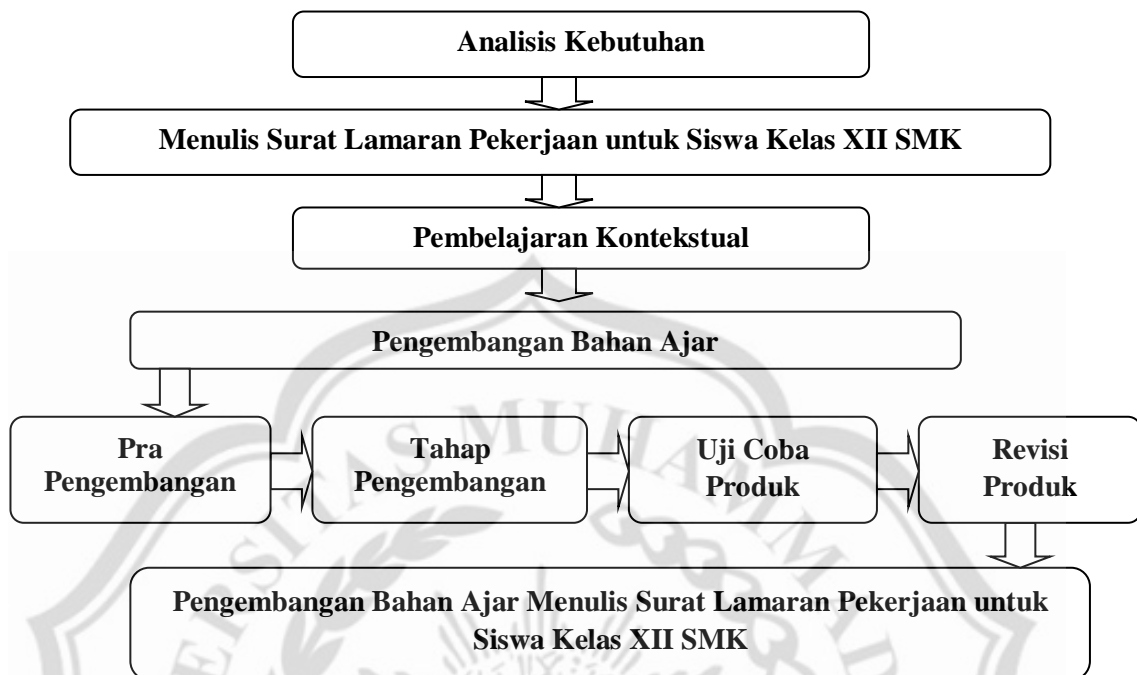 Analisis Kebutuhan
Menulis Surat Lamaran Pekerjaan untuk Siswa Kelas XII SMK
Pembelajaran Kontekstual
Pengembangan Bahan Ajar
Pra
Pengembangan
Tahap
Pengembangan
Uji Coba
Produk
Revisi
Produk
Pengembangan Bahan Ajar Menulis Surat Lamaran Pekerjaan untuk
Siswa Kelas XII SMK